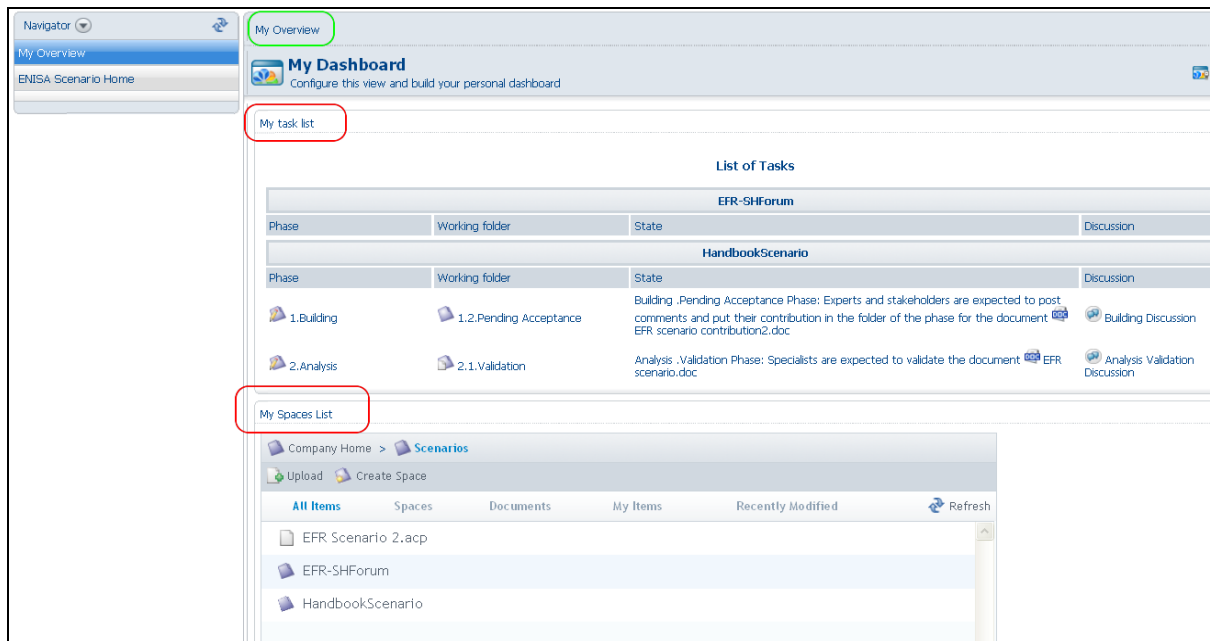 Navigator
My Overview
ENISA Scenario Home
My Overview
My Dashboard
Configure this view and build your personal dashboard
My task list
List of Tasks
EFR-SHForum
Phase Working folder State Discussion
HandbookScenario
Phase Working folder State Discussion
1.Building
1.2.Pending Acceptance
Building .Pending Acceptance Phase: Experts and stakeholders are expected to post
comments and put their contribution in the folder of the phase for the document
EFR scenario contribution2.doc
Building Discussion
2.Analysis
2.1.Validation
Analysis .Validation Phase: Specialists are expected to validate the document EFR
scenario.doc
Analysis Validation
Discussion
My Spaces List
Company Home > Scenarios
Upload Create Space
All Items Spaces Documents My Items Recently Modified Refresh
EFR Scenario 2.acp
EFR-SHForum
HandbookScenario